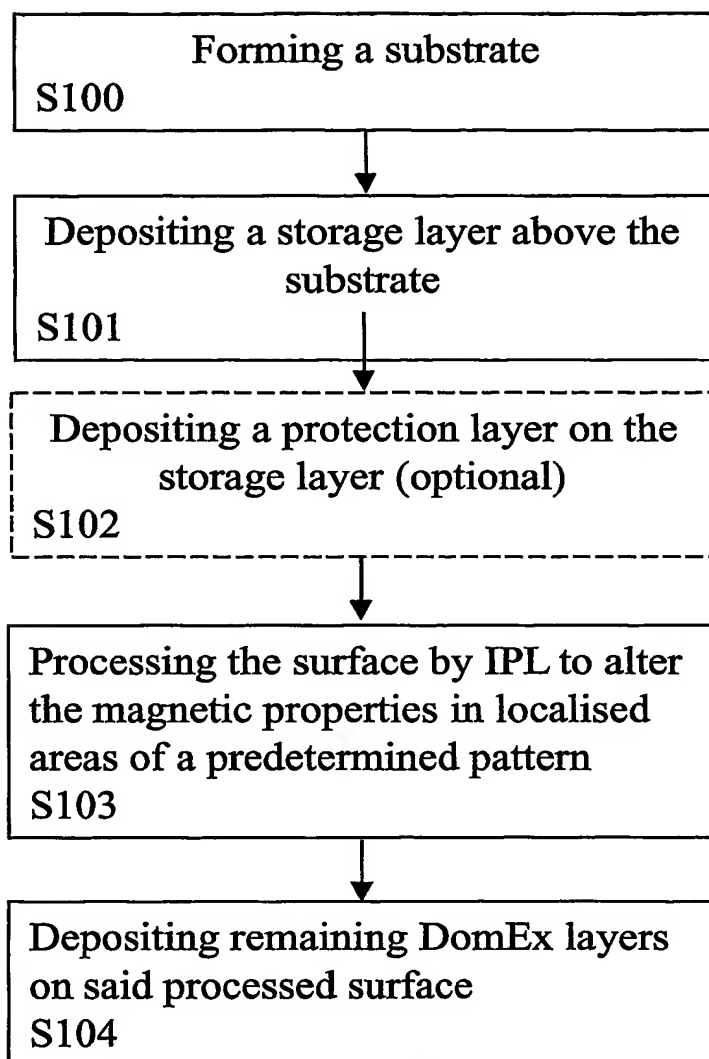 Forming a substrate
S100
Depositing a storage layer above the
substrate
S101
Depositing a protection layer on the
storage layer (optional)
S102
Processing the surface by IPL to alter
the magnetic properties in localised
areas of a predetermined pattern
S103
Depositing remaining DomEx layers
on said processed surface
S104